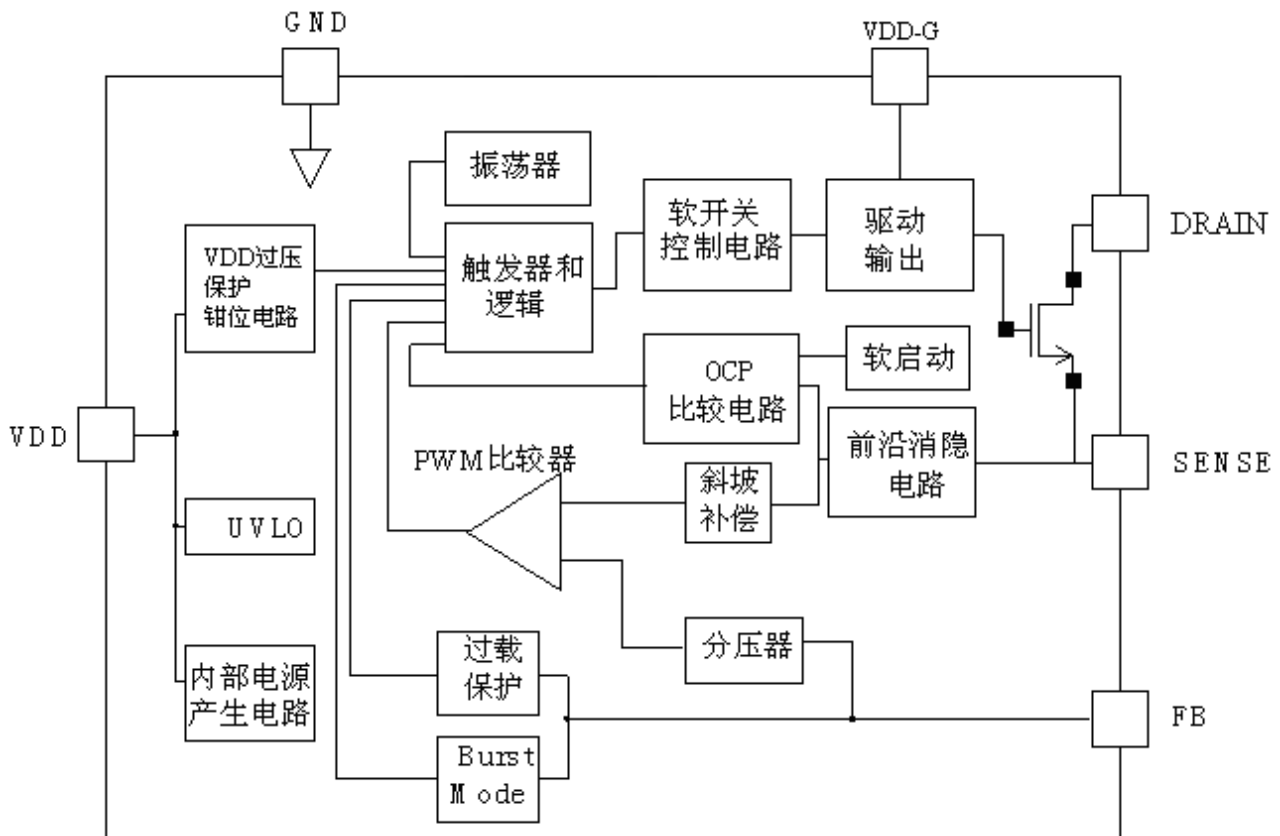 GND
VDD-G
振荡器
软开关
控制电路
驱动
输出
DRAIN
VDD过压
保护
钳位电路
触发器和
逻辑
OCP
比较电路
软启动
VDD
PWM比较器
斜坡
补偿
前沿消隐
电路
SENSE
UVLO
内部电源
产生电路
过载
保护
分压器
FB
Burst
Mode